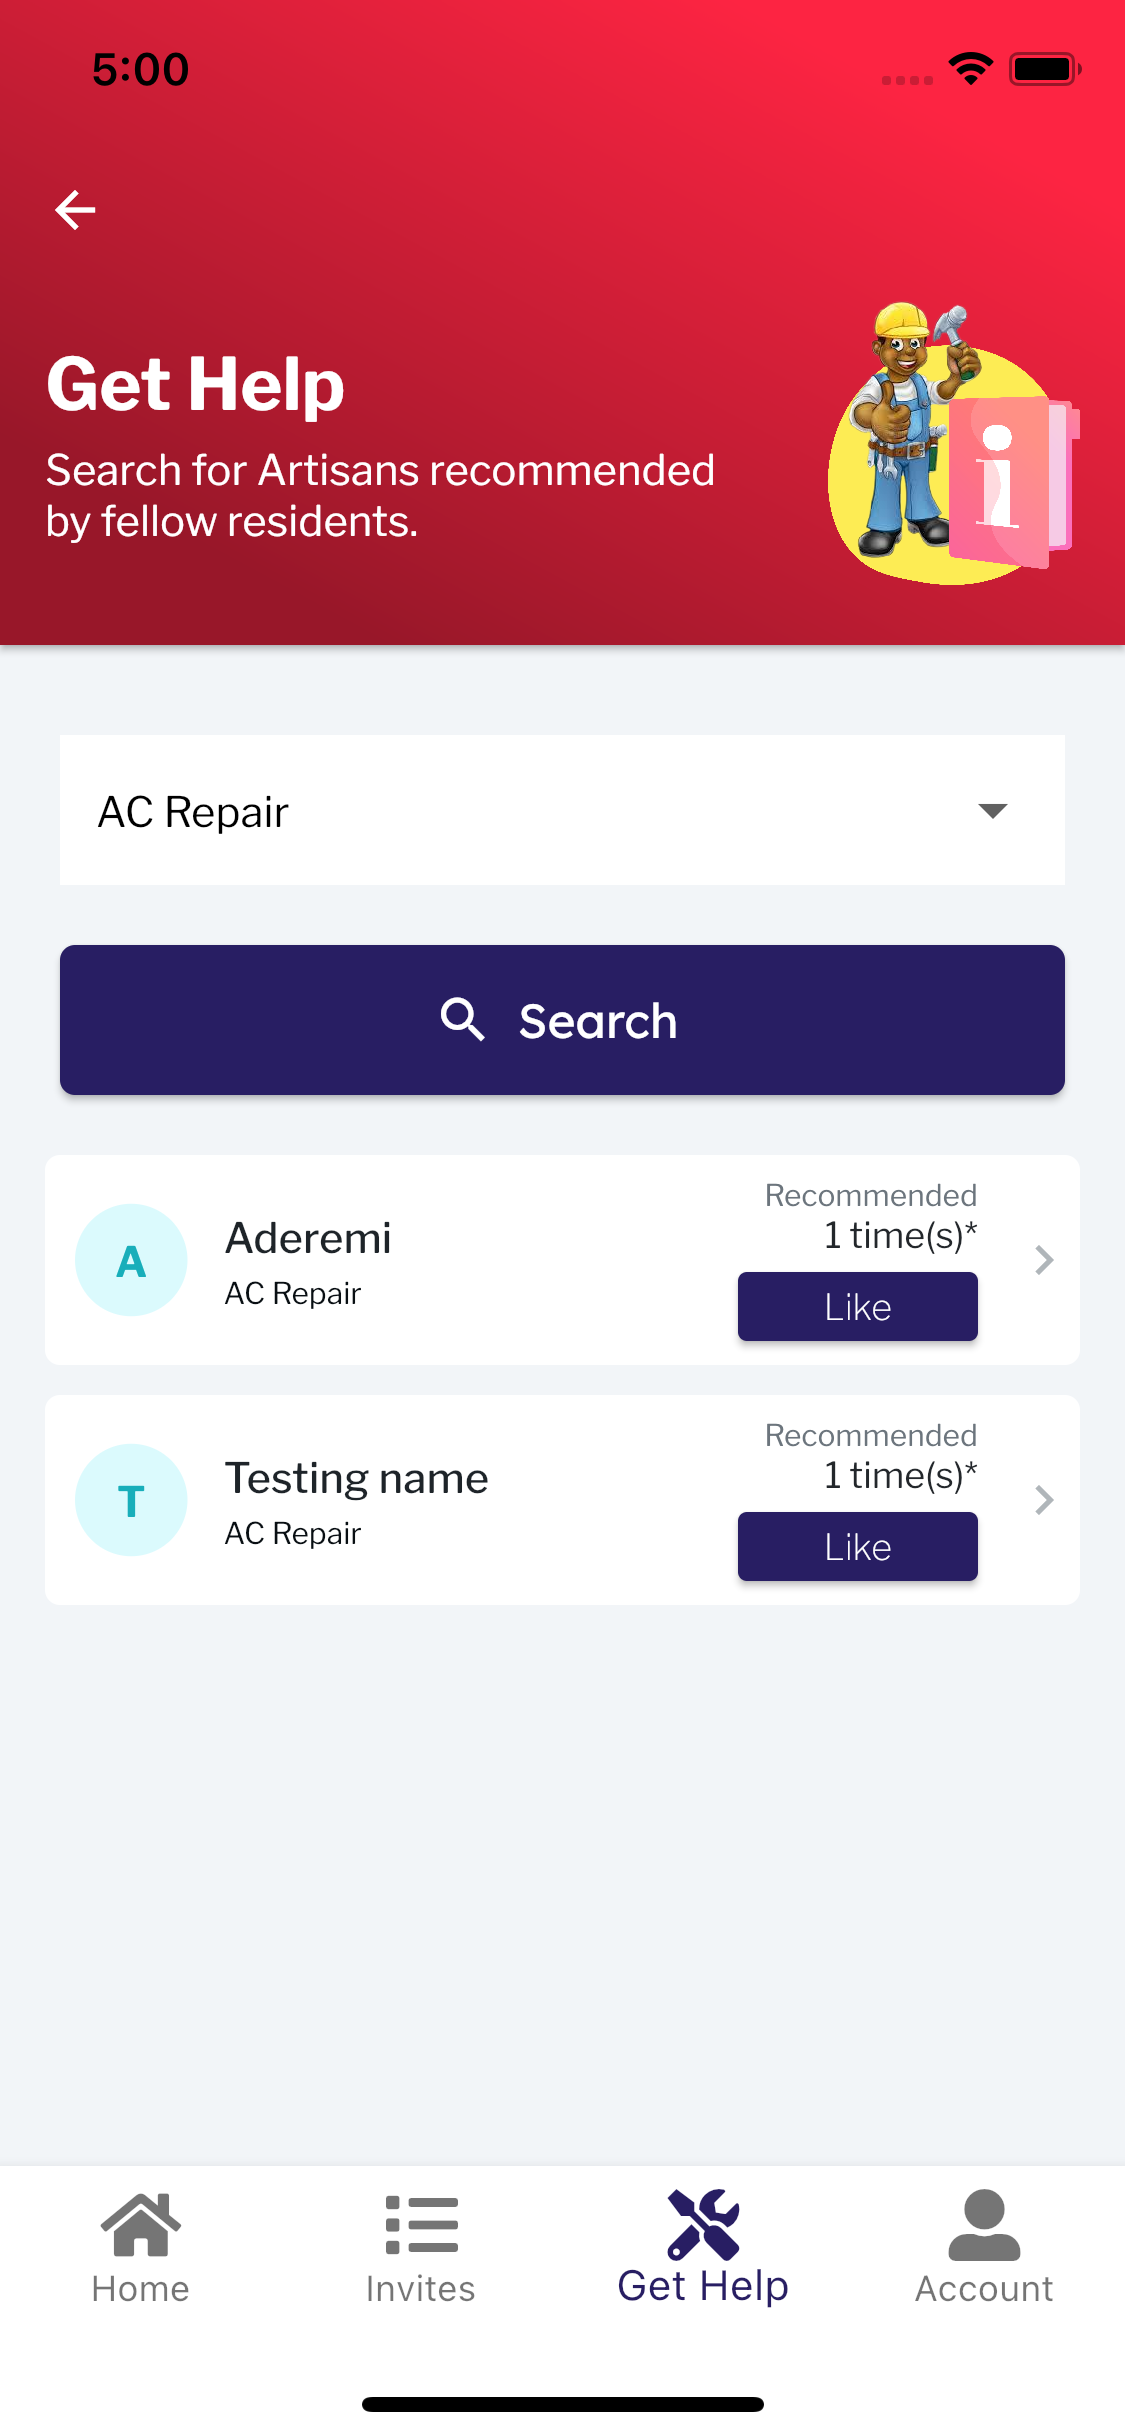 5:00
Get Help
Search for Artisans recommended
by fellow residents.
i
AC Repair
Search
A
Aderemi
AC Repair
Recommended
1 time(s)*
Like
T
Testing name
AC Repair
Recommended
1 time(s)*
Like
Home
Invites
Get Help
Account